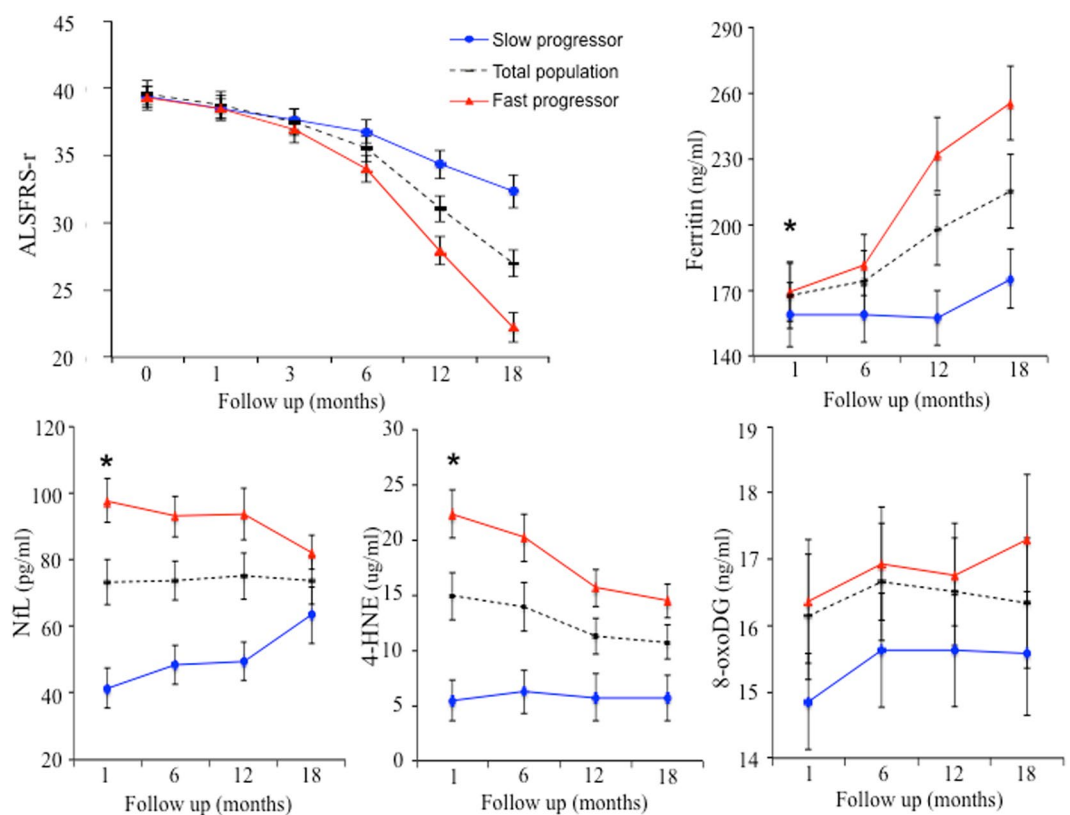 45
40
35
30
25
20
ALSFRS-r
Slow progressor
Total population
Fast progressor
0 1 3 6 12 18
Follow up (months)
290
260
230
200
170
140
Ferritin (ng/ml)
*
1 6 12 18
Follow up (months)
120
100
80
60
40
20
NfL (pg/ml)
*
1 6 12 18
Follow up (months)
30
25
20
15
10
5
0
4-HNE (ug/ml)
*
1 6 12 18
Follow up (months)
19
18
17
16
15
14
8-oxoDG (ng/ml)
1 6 12 18
Follow up (months)